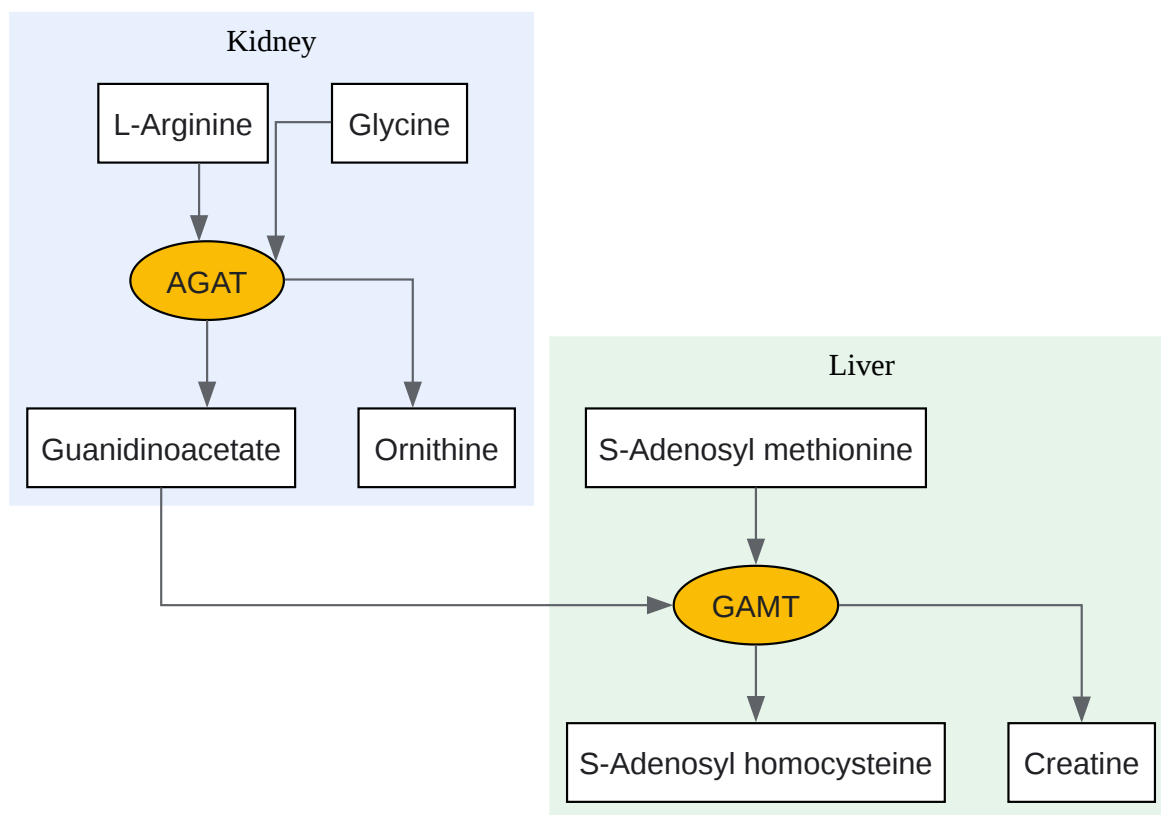 Kidney
L-Arginine
Glycine
AGAT
Guanidinoacetate
Ornithine
Liver
S-Adenosyl methionine
GAMT
S-Adenosyl homocysteine
Creatine